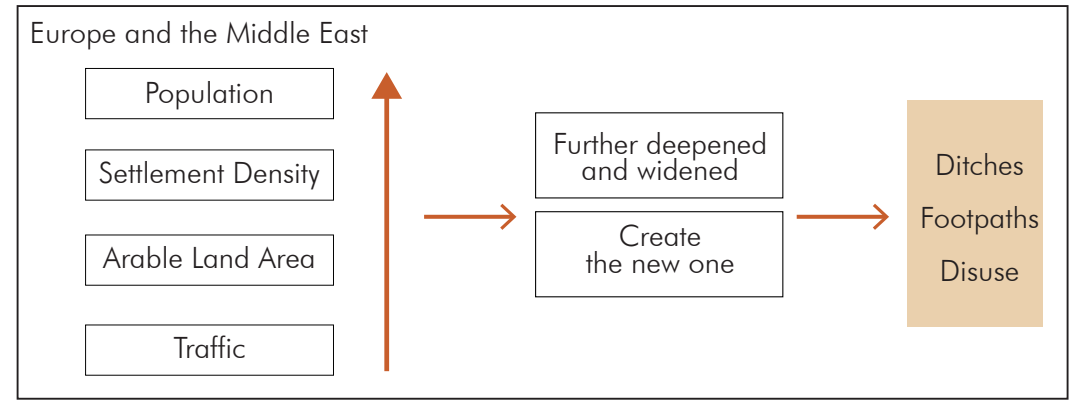 Europe and the Middle East
Population
Settlement Density
Arable Land Area
Traffic
Further deepened
and widened
Create
the new one
Ditches
Footpaths
Disuse